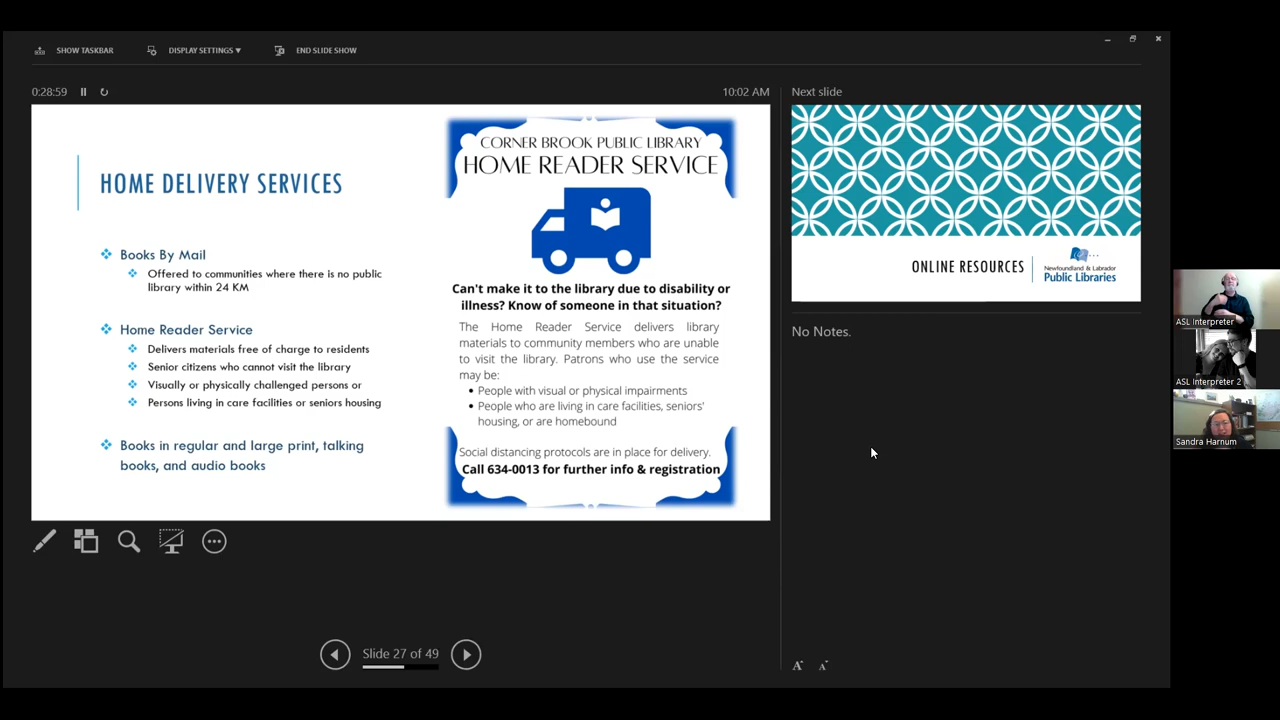 SHOW TASKBAR
DISPLAY SETTINGS ▼
END SLIDE SHOW
0:28:59
10:02 AM
HOME DELIVERY SERVICES
Books By Mail
Offered to communities where there is no public
library within 24 KM
Home Reader Service
Delivers materials free of charge to residents
Senior citizens who cannot visit the library
Visually or physically challenged persons or
Persons living in care facilities or seniors housing
Books in regular and large print, talking
books, and audio books
CORNER BROOK PUBLIC LIBRARY
HOME READER SERVICE
Can't make it to the library due to disability or
illness? Know of someone in that situation?
The Home Reader Service delivers library
materials to community members who are unable
to visit the library. Patrons who use the service
may be:
• People with visual or physical impairments
• People who are living in care facilities, seniors'
housing, or are homebound
Social distancing protocols are in place for delivery.
Call 634-0013 for further info & registration
Slide 27 of 49
Next slide
ONLINE RESOURCES
Newfoundland & Labrador
Public Libraries
No Notes.
A
A
ASL Interpreter
ASL Interpreter 2
Sandra Harnum